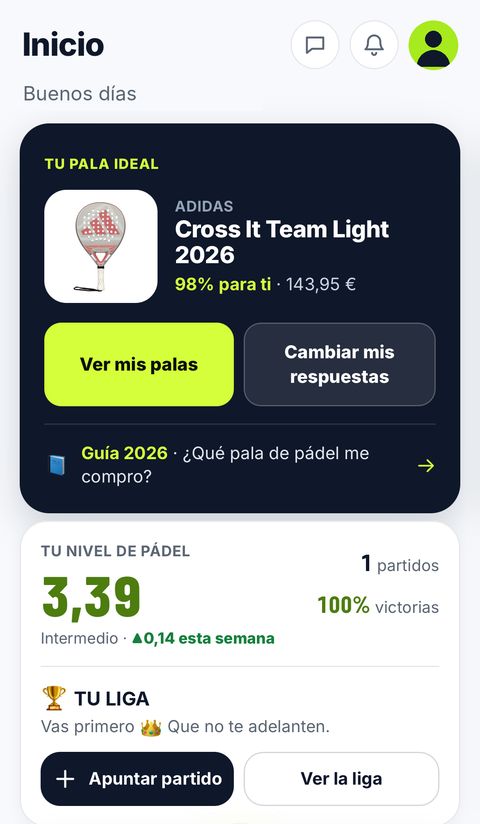 Inicio
Buenos días
TU PALA IDEAL
ADIDAS
Cross It Team Light
2026
98% para ti · 143,95 €
Ver mis palas
Cambiar mis
respuestas
Guía 2026 · ¿Qué pala de pádel me
compro?
TU NIVEL DE PÁDEL
1 partidos
3,39
100% victorias
Intermedio · ▲0,14 esta semana
🏆 TU LIGA
Vas primero 👑 Que no te adelanten.
Apuntar partido
Ver la liga